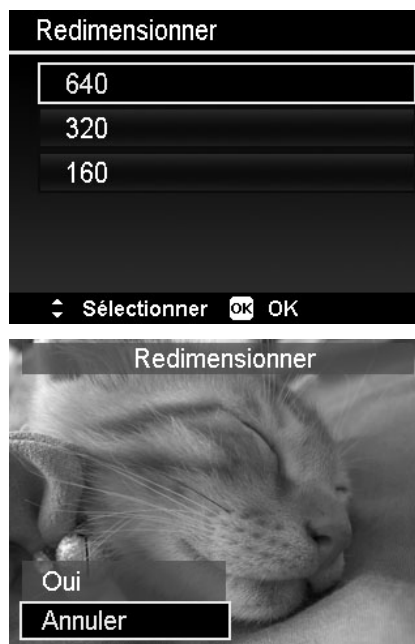 Redimensionner
640
320
160
Sélectionner OK OK
Redimensionner
Oui
Annuler